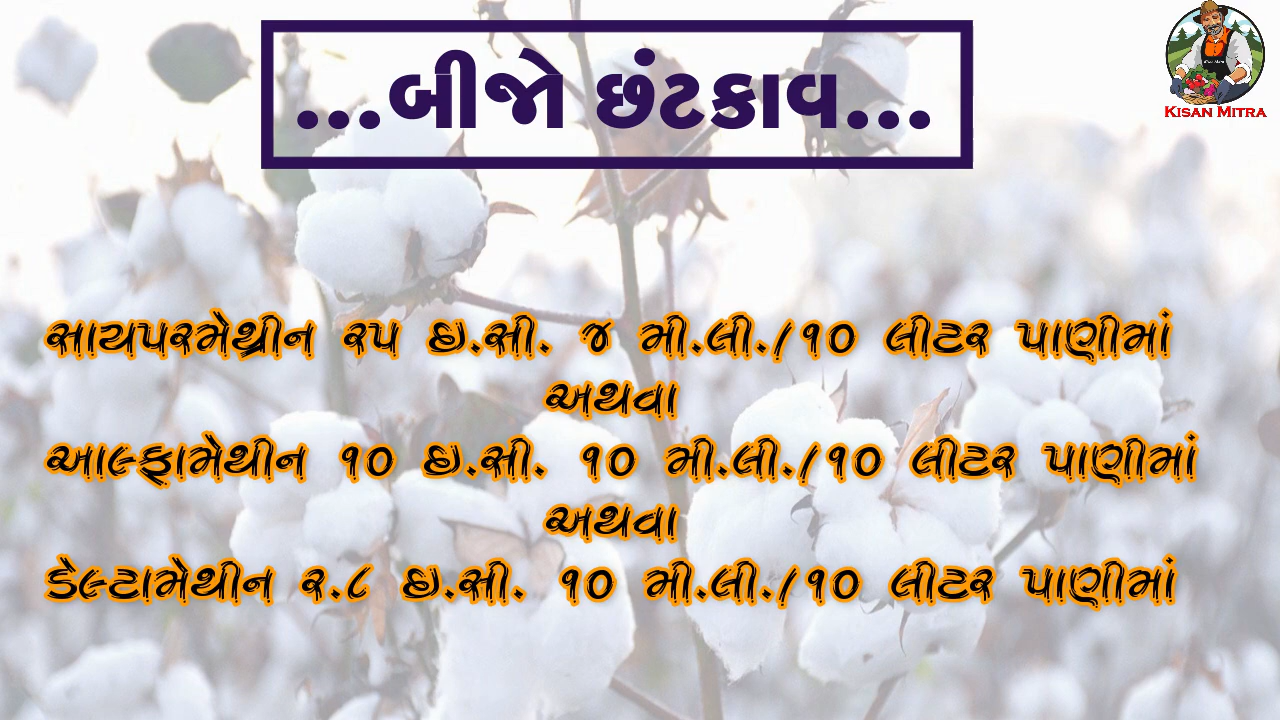 ...બીજો છંટકાવ...
KISAN MITRA
સાયપરમેથ્રીન ૨૫ ઇ.સી. ૪ મી.લી./૧૦ લીટર પાણીમાં
અથવા
આલ્ફામેથીન ૧૦ ઇ.સી. ૧૦ મી.લી./૧૦ લીટર પાણીમાં
અથવા
ડેલ્ટામેથીન ૨.૮ ઇ.સી. ૧૦ મી.લી./૧૦ લીટર પાણીમાં